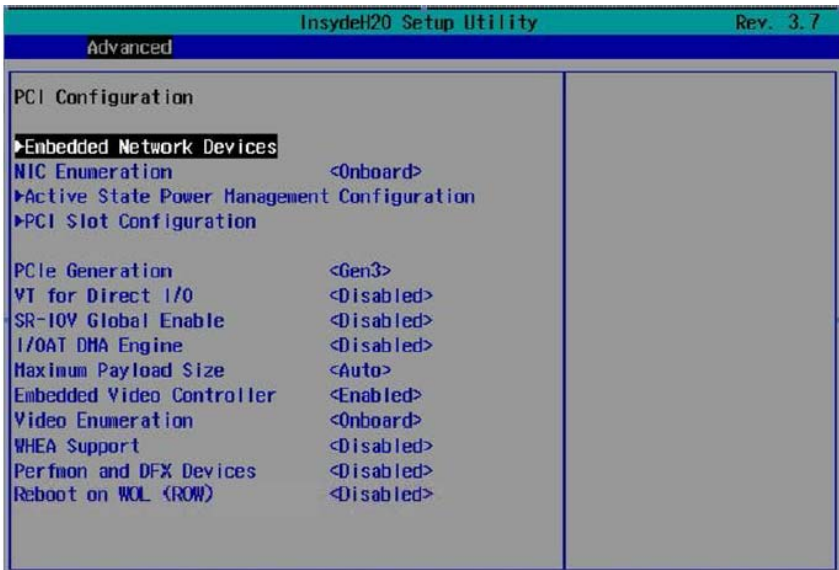 InsydeH20 Setup Utility Rev. 3.7
Advanced
PCI Configuration
▶Embedded Network Devices
NIC Enumeration <Onboard>
▶Active State Power Management Configuration
▶PCI Slot Configuration
PCIe Generation <Gen3>
VT for Direct I/O <Disabled>
SR-IOV Global Enable <Disabled>
I/OAT DMA Engine <Disabled>
Maximum Payload Size <Auto>
Embedded Video Controller <Enabled>
Video Enumeration <Onboard>
WHEA Support <Disabled>
Perfmon and DFX Devices <Disabled>
Reboot on WOL (ROW) <Disabled>